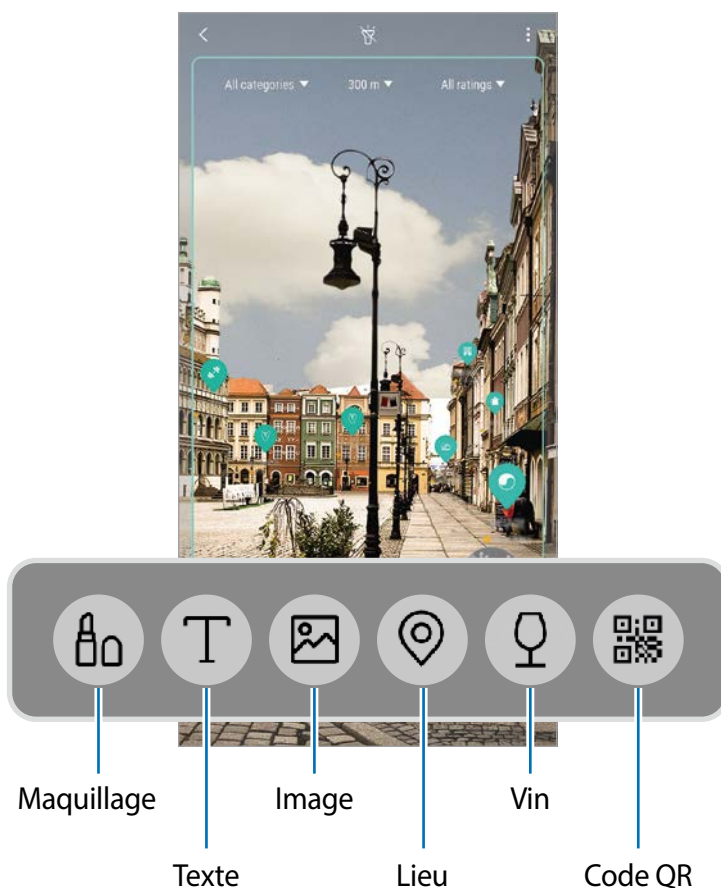 All categories ▼ 300 m ▼ All ratings ▼
Maquillage Image Vin
Texte Lieu Code QR